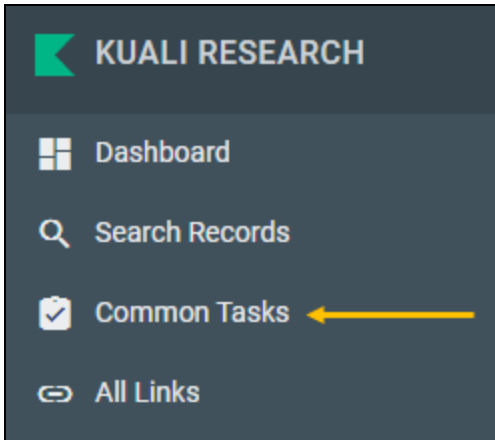 KUALI RESEARCH
Dashboard
Search Records
Common Tasks
All Links